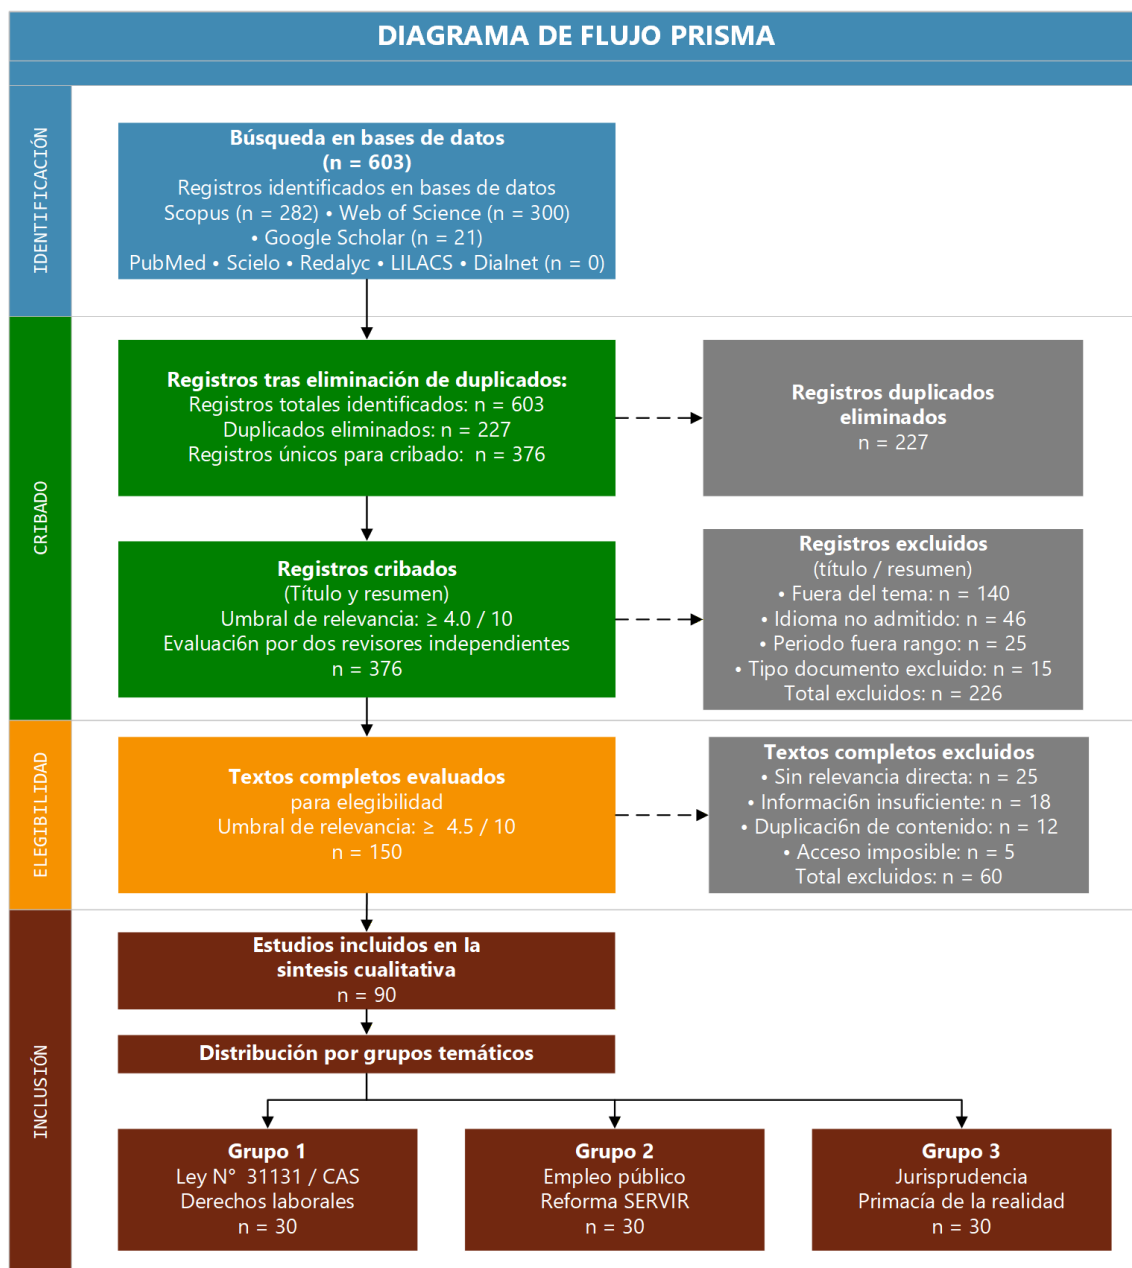 DIAGRAMA DE FLUJO PRISMA
IDENTIFICACIÓN
Búsqueda en bases de datos
(n = 603)
Registros identificados en bases de datos
Scopus (n = 282) • Web of Science (n = 300)
• Google Scholar (n = 21)
PubMed • Scielo • Redalyc • LILACS • Dialnet (n = 0)
CRIBADO
Registros tras eliminación de duplicados:
Registros totales identificados: n = 603
Duplicados eliminados: n = 227
Registros únicos para cribado:  n = 376
Registros duplicados
eliminados
n = 227
Registros cribados
(Título y resumen)
Umbral de relevancia: ≥ 4.0 / 10
Evaluaci6n por dos revisores independientes
n = 376
Registros excluidos
(título / resumen)
• Fuera del tema: n = 140
• Idioma no admitido: n = 46
• Periodo fuera rango: n = 25
• Tipo documento excluido: n = 15
Total excluidos: n = 226
ELEGIBILIDAD
Textos completos evaluados
para elegibilidad
Umbral de relevancia: ≥  4.5 / 10
n = 150
Textos completos excluidos
• Sin relevancia directa: n = 25
• Informaci6n insuficiente: n = 18
• Duplicaci6n de contenido: n = 12
• Acceso imposible: n = 5
Total excluidos: n = 60
INCLUSIÓN
Estudios incluidos en la
sintesis cualitativa
n = 90
Distribución por grupos temáticos
Grupo 1
Ley N°  31131 / CAS
Derechos laborales
n = 30
Grupo 2
Empleo público
Reforma SERVIR
n = 30
Grupo 3
Jurisprudencia
Primacía de la realidad
n = 30